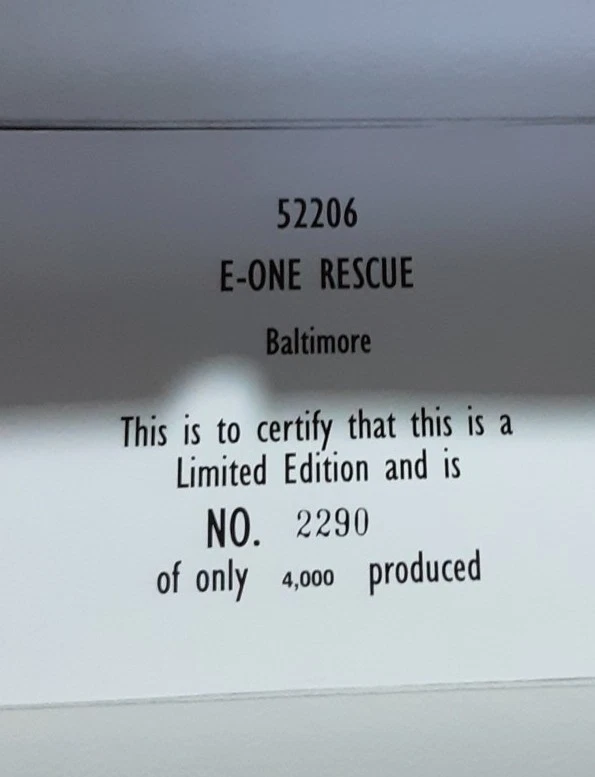 52206
E-ONE RESCUE
Baltimore
This is to certify that this is a
Limited Edition and is
NO. 2290
of only 4,000 produced